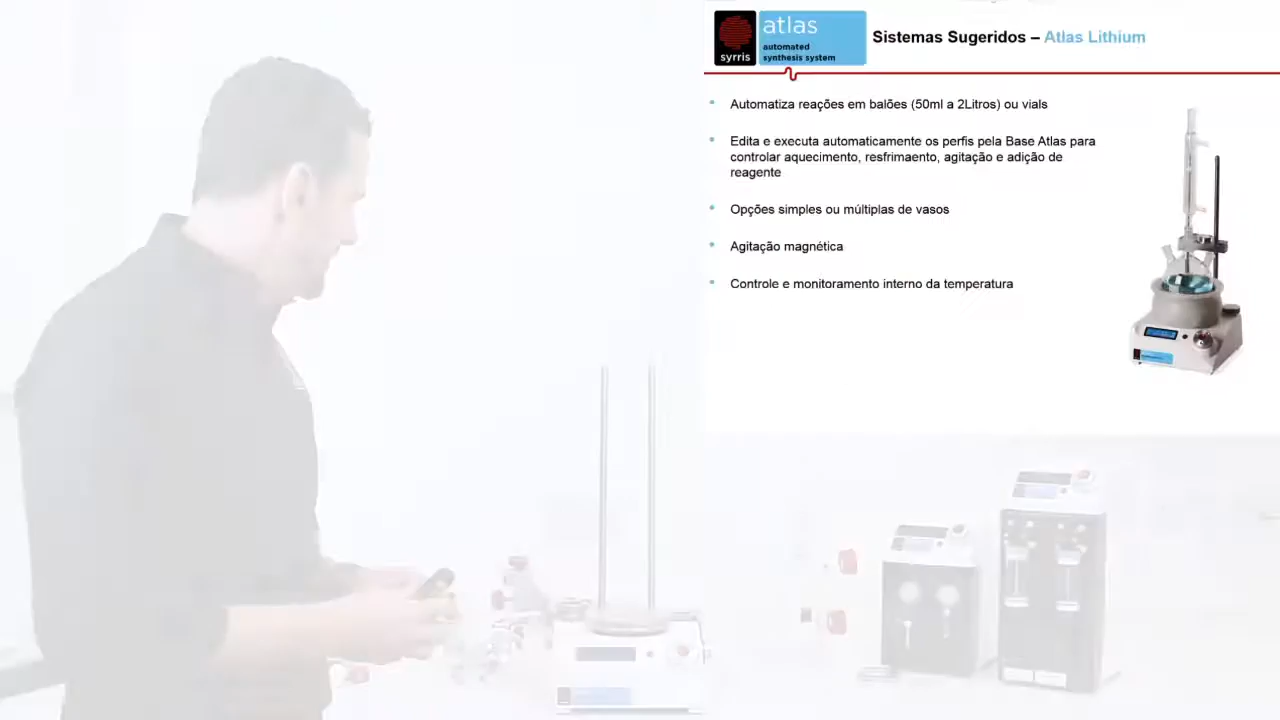 syrris
atlas
automated
synthesis system
Sistemas Sugeridos – Atlas Lithium
Automatiza reações em balões (50ml a 2Litros) ou vials
Edita e executa automaticamente os perfis pela Base Atlas para
controlar aquecimento, resfrimaento, agitação e adição de
reagente
Opções simples ou múltiplas de vasos
Agitação magnética
Controle e monitoramento interno da temperatura